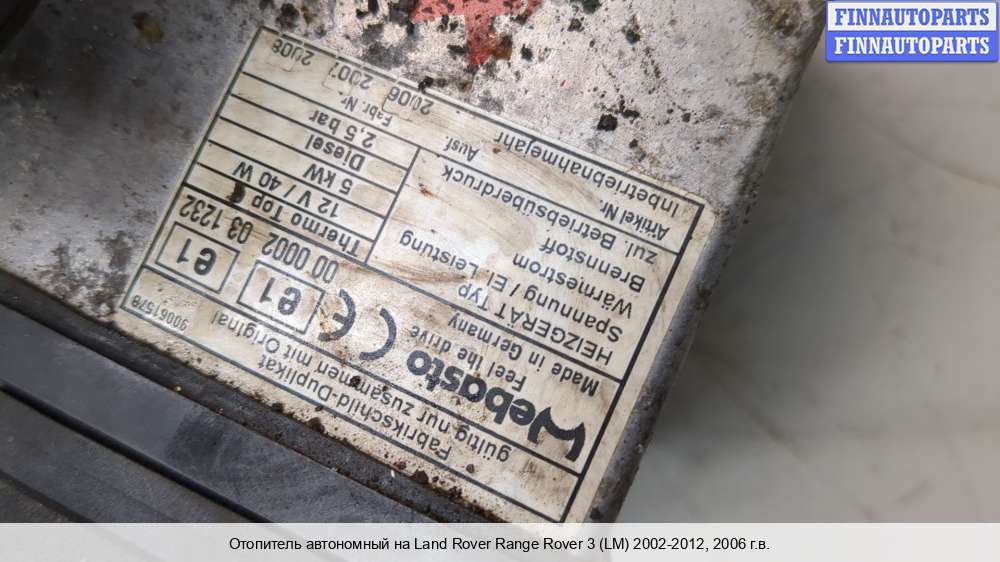 FINNAUTOPARTS
FINNAUTOPARTS
Fabrikschild-Duplikat
gültig nur zusammen mit Original
90061578
Webasto
Feel the drive
Made in Germany
CE
e1
00 0002
e1
03 1232
HEIZGERÄT Typ
Thermo Top
Spannung / El. Leistung
12 V / 40 W
Wärmestrom
5 kW
Brennstoff
Diesel
zul. Betriebsüberdruck
2,5 bar
Artikel Nr.
Ausf.
Fabr. Nr.
Inbetriebnahmejahr
2006
Отопитель автономный на Land Rover Range Rover 3 (LM) 2002-2012, 2006 г.в.